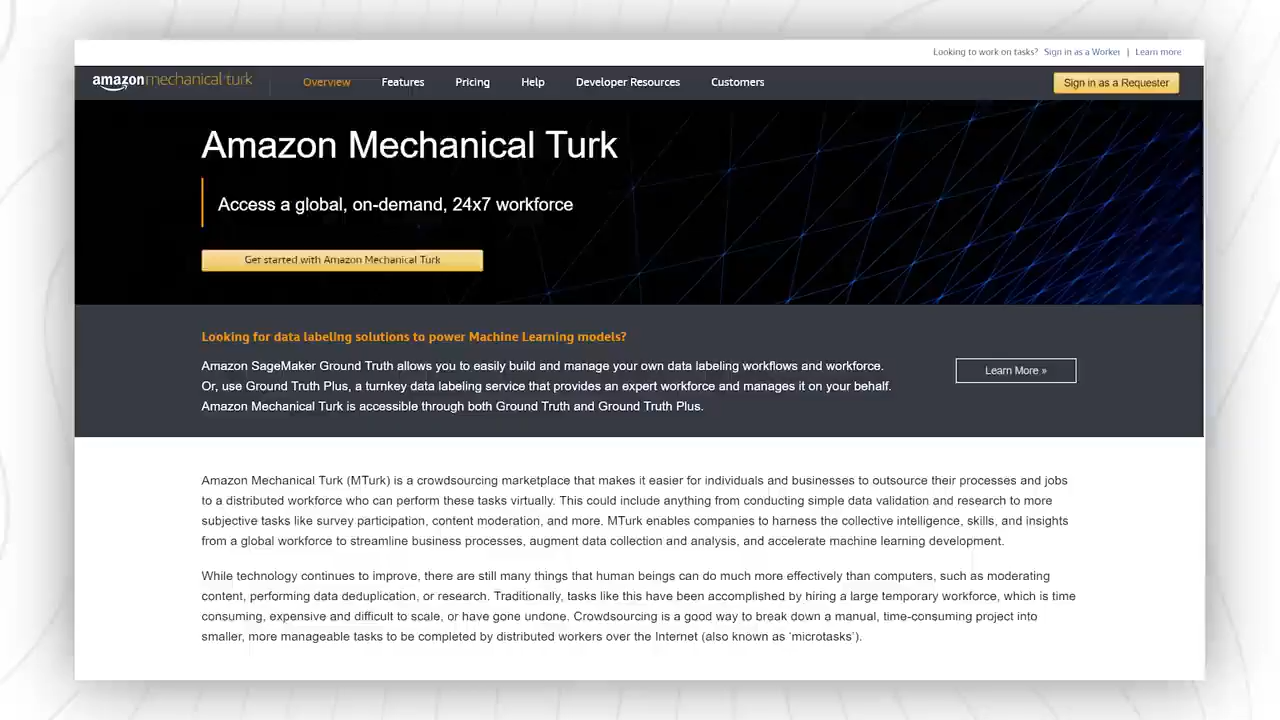 Looking to work on tasks? Sign in as a Worker | Learn more
amazonmechanical turk Overview Features Pricing Help Developer Resources Customers Sign in as a Requester
Amazon Mechanical Turk
Access a global, on-demand, 24x7 workforce
Get started with Amazon Mechanical Turk
Looking for data labeling solutions to power Machine Learning models?
Amazon SageMaker Ground Truth allows you to easily build and manage your own data labeling workflows and workforce.
Or, use Ground Truth Plus, a turnkey data labeling service that provides an expert workforce and manages it on your behalf.
Amazon Mechanical Turk is accessible through both Ground Truth and Ground Truth Plus.
Learn More »
Amazon Mechanical Turk (MTurk) is a crowdsourcing marketplace that makes it easier for individuals and businesses to outsource their processes and jobs
to a distributed workforce who can perform these tasks virtually. This could include anything from conducting simple data validation and research to more
subjective tasks like survey participation, content moderation, and more. MTurk enables companies to harness the collective intelligence, skills, and insights
from a global workforce to streamline business processes, augment data collection and analysis, and accelerate machine learning development.
While technology continues to improve, there are still many things that human beings can do much more effectively than computers, such as moderating
content, performing data deduplication, or research. Traditionally, tasks like this have been accomplished by hiring a large temporary workforce, which is time
consuming, expensive and difficult to scale, or have gone undone. Crowdsourcing is a good way to break down a manual, time-consuming project into
smaller, more manageable tasks to be completed by distributed workers over the Internet (also known as ‘microtasks’).